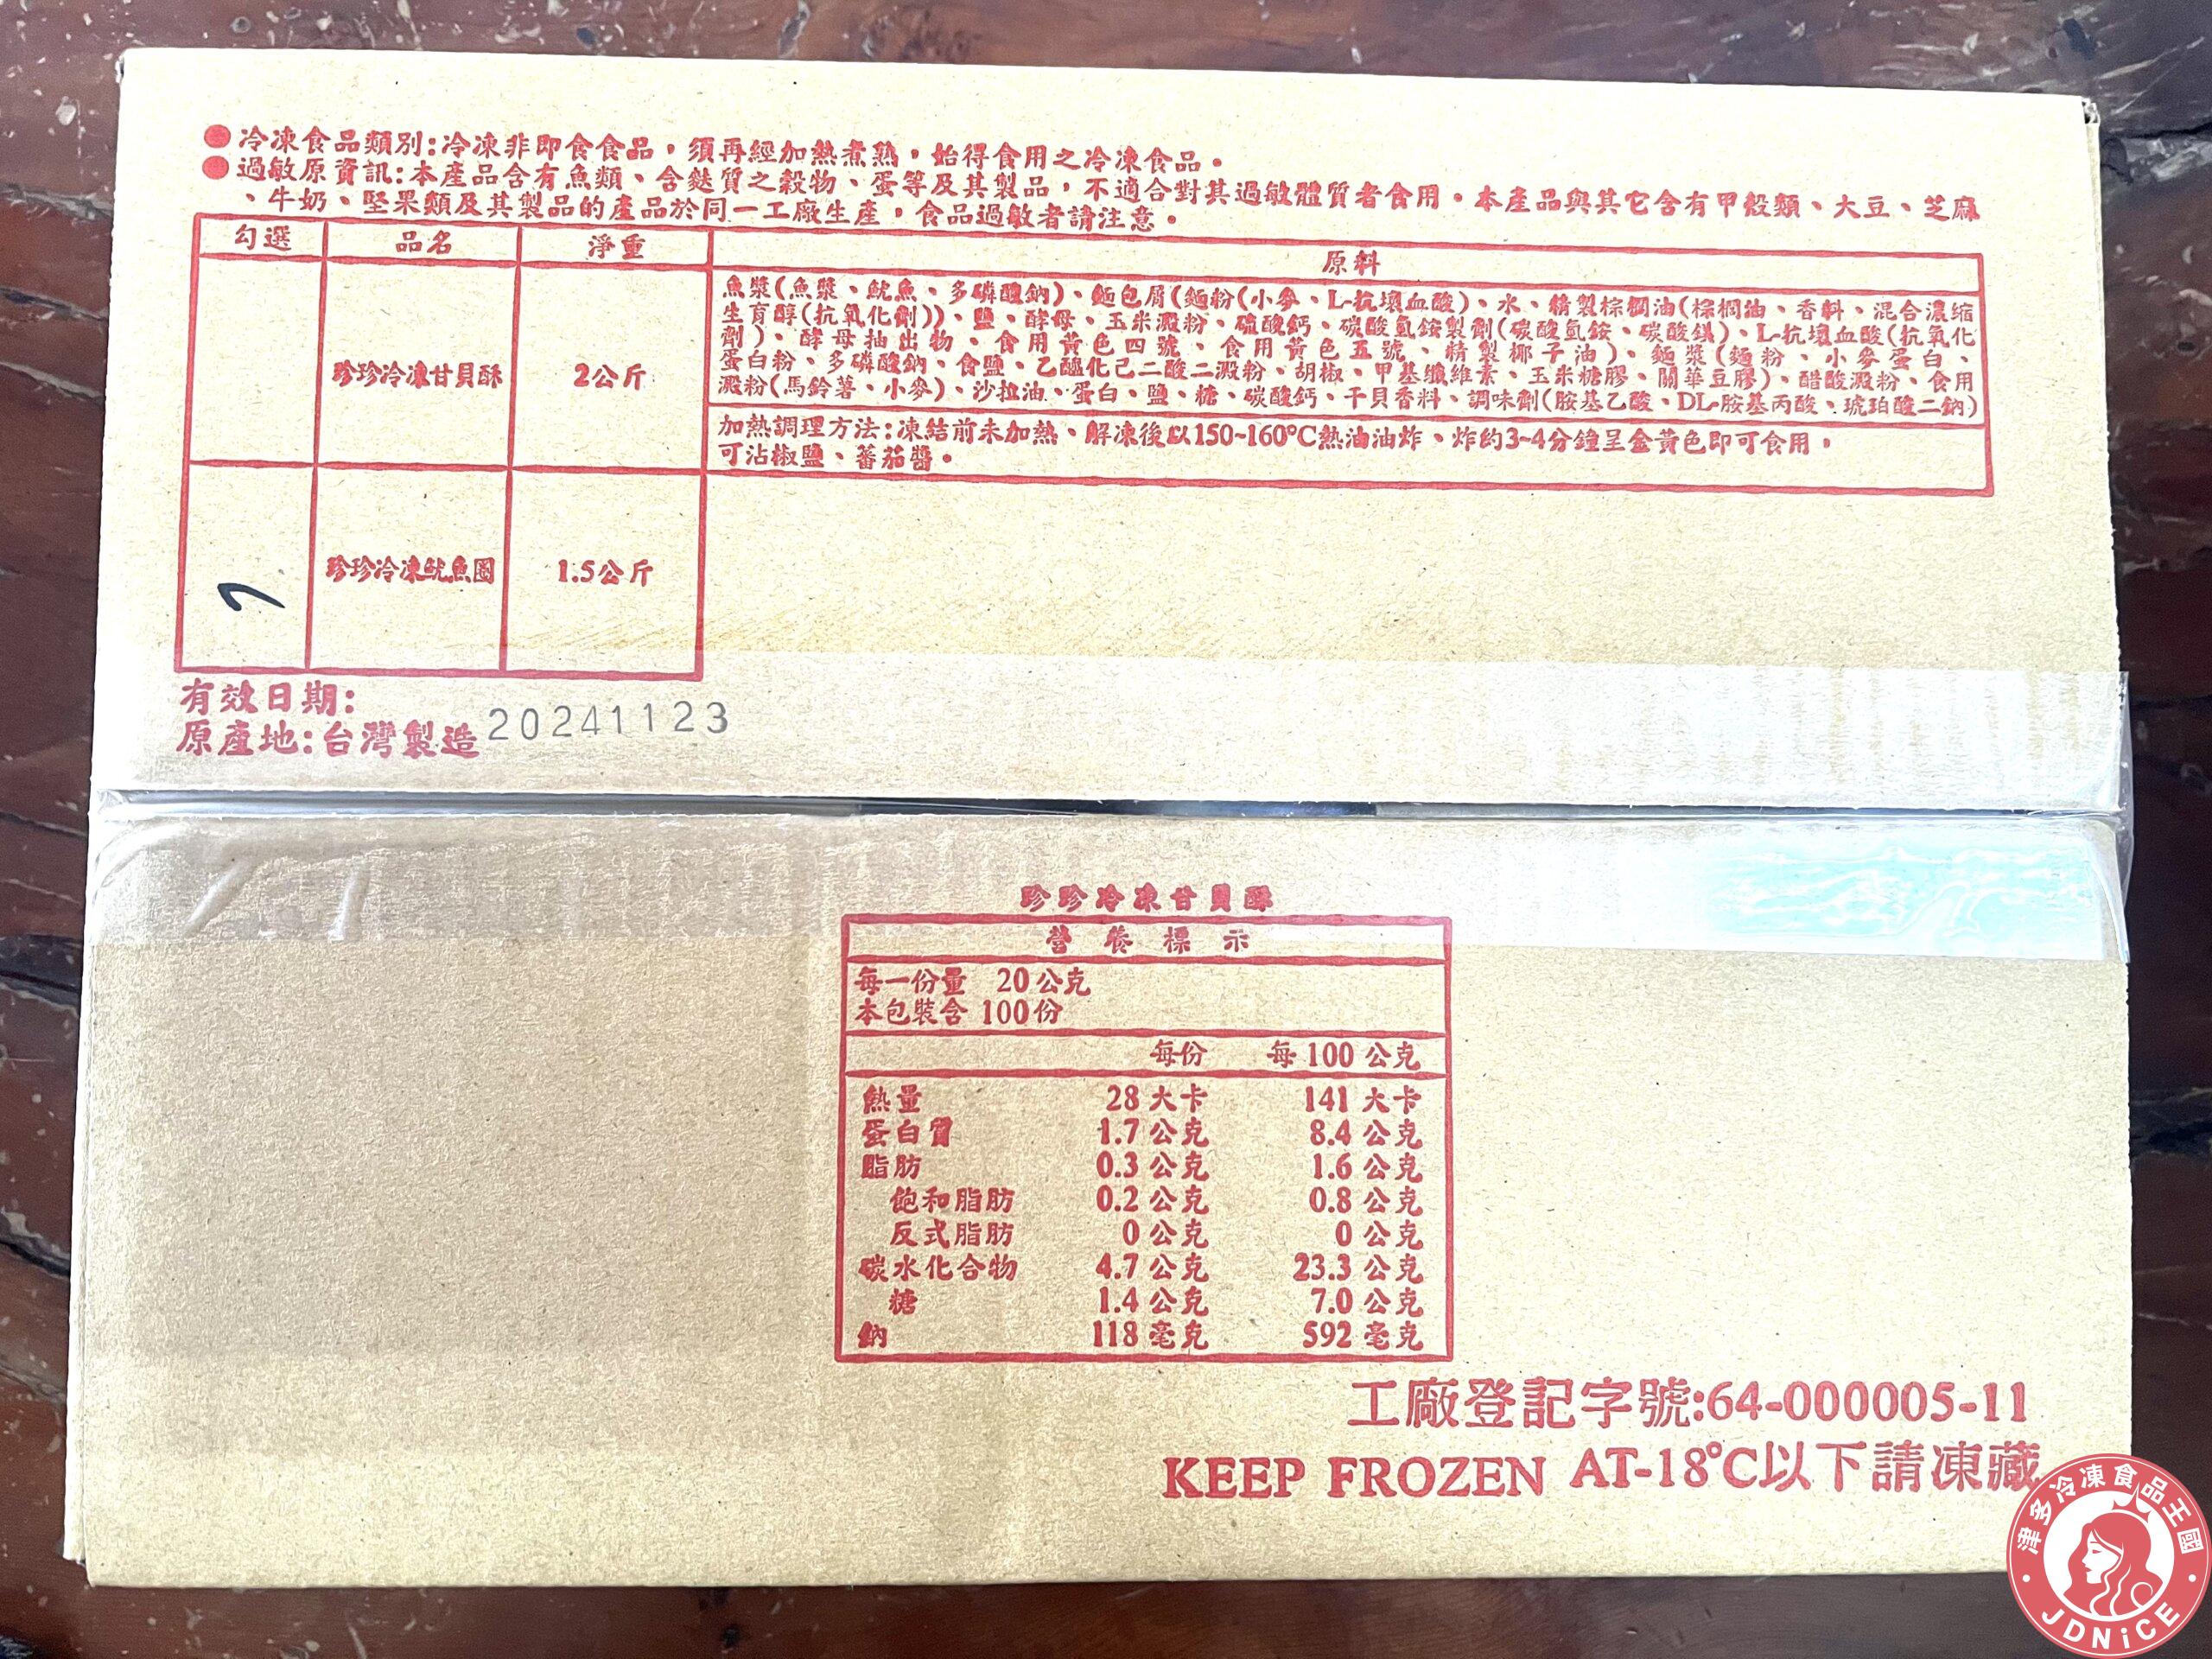 ●冷凍食品類別:冷凍非即食食品，須再經加熱煮熟，始得食用之冷凍食品。
●過敏原資訊:本產品含有魚類、含麩質之穀物、蛋等及其製品，不適合對其過敏體質者食用。本產品與其它含有甲殼類、大豆、芝麻
、牛奶、堅果類及其製品的產品於同一工廠生產，食品過敏者請注意。
勾選 品名 淨重 原料
魚漿(魚漿、魷魚、多磷酸鈉)、麵包屑(麵粉(小麥、L-抗壞血酸)、水、精製棕櫚油(棕櫚油、香料、混合濃縮
生育醇(抗氧化劑))、鹽、酵母、玉米澱粉、硫酸鈣、碳酸氫銨製劑(碳酸氫銨、碳酸鎂)、L-抗壞血酸(抗氧化
劑)、酵母抽出物、食用黃色四號、食用黃色五號、精製椰子油)、麵漿(麵粉、小麥蛋白、
蛋白粉、多磷酸鈉、食鹽、乙醯化己二酸二澱粉、胡椒、甲基纖維素、玉米糖膠、關華豆膠)、醋酸澱粉、食用
澱粉(馬鈴薯、小麥)、沙拉油、蛋白、鹽、糖、碳酸鈣、干貝香料、調味劑(胺基乙酸、DL-胺基丙酸、琥珀酸二鈉)
珍珍冷凍甘貝酥 2公斤
加熱調理方法:凍結前未加熱、解凍後以150~160°C熱油油炸、炸約3~4分鐘呈金黃色即可食用，
可沾椒鹽、蕃茄醬。
珍珍冷凍魷魚圈 1.5公斤
有效日期:
20241123
原產地:台灣製造
珍珍冷凍甘貝酥
營養標示
每一份量 20公克
本包裝含 100份
每份 每 100 公克
熱量 28 大卡 141 大卡
蛋白質 1.7 公克 8.4 公克
脂肪 0.3 公克 1.6 公克
飽和脂肪 0.2 公克 0.8 公克
反式脂肪 0 公克 0 公克
碳水化合物 4.7 公克 23.3 公克
糖 1.4 公克 7.0 公克
鈉 118 毫克 592 毫克
工廠登記字號:64-000005-11
KEEP FROZEN AT-18°C以下請凍藏
津多冷凍食品王國
JDNiCE